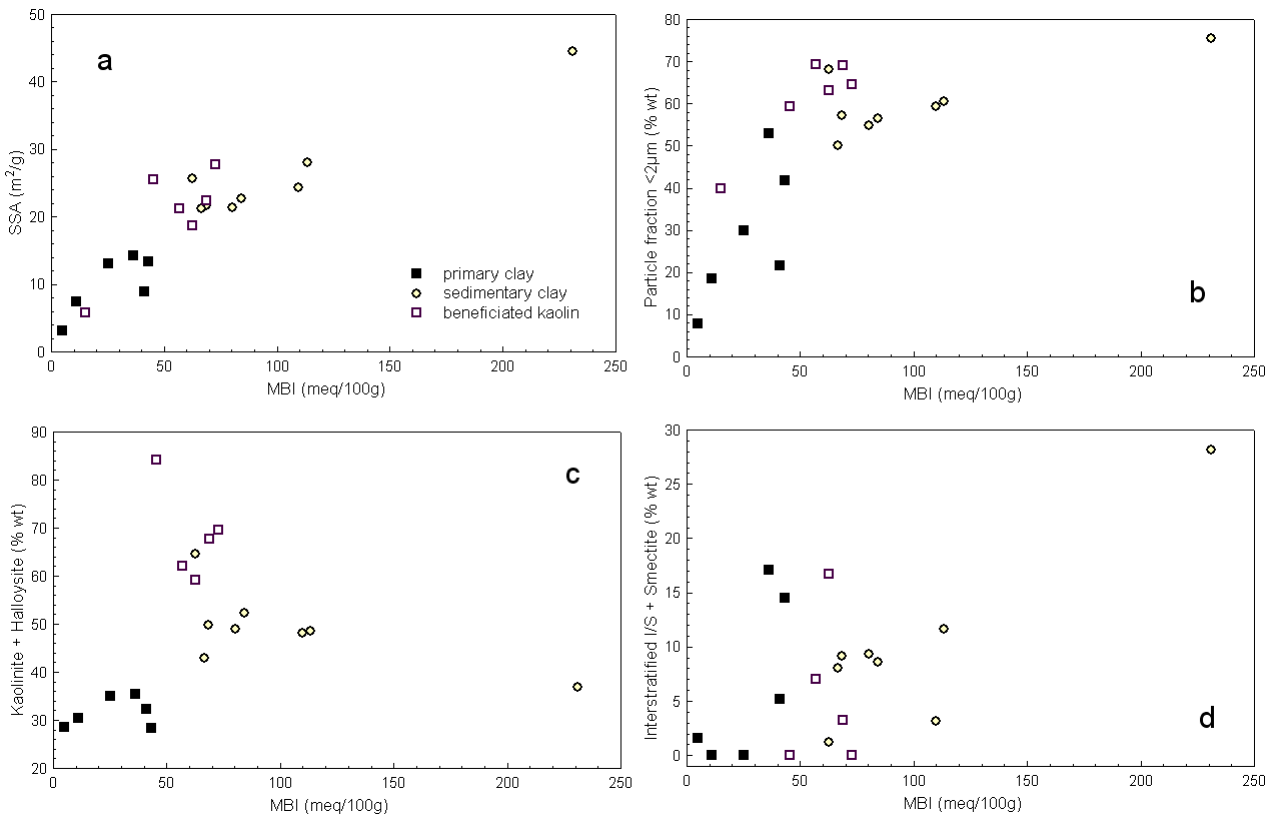 50
40
30
20
10
0
SSA (m²/g)
a
primary clay
sedimentary clay
beneficiated kaolin
0 50 100 150 200 250
MBI (meq/100g)
80
70
60
50
40
30
20
10
0
Particle fraction <2µm (% wt)
b
0 50 100 150 200 250
MBI (meq/100g)
90
80
70
60
50
40
30
20
Kaolinite + Halloysite (% wt)
c
0 50 100 150 200 250
MBI (meq/100g)
30
25
20
15
10
5
0
Interstratified I/S + Smectite (% wt)
d
0 50 100 150 200 250
MBI (meq/100g)